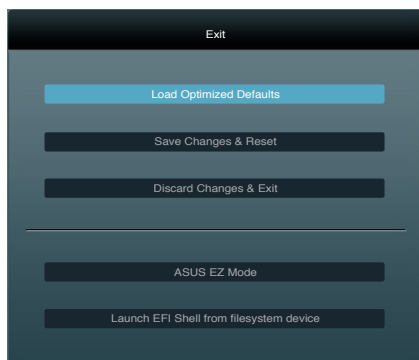 Exit
Load Optimized Defaults
Save Changes & Reset
Discard Changes & Exit
ASUS EZ Mode
Launch EFI Shell from filesystem device